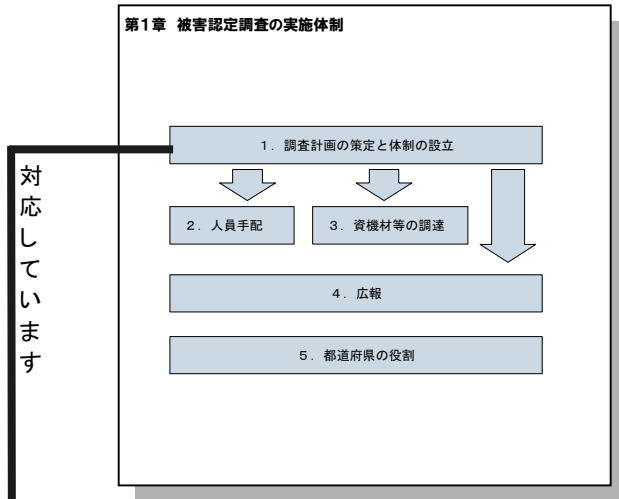 第1章 被害認定調査の実施体制
1．調査計画の策定と体制の設立
2．人員手配
3．資機材等の調達
4．広報
5．都道府県の役割
対応しています